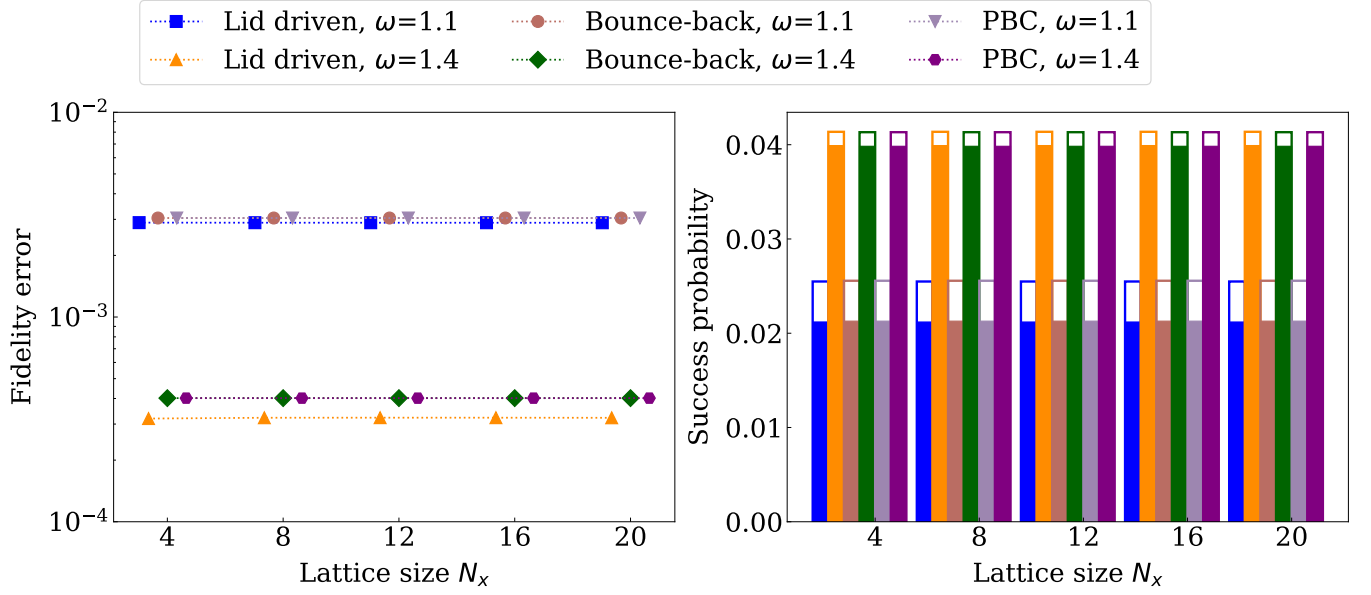 Lid driven, ω=1.1 Bounce-back, ω=1.1 PBC, ω=1.1
Lid driven, ω=1.4 Bounce-back, ω=1.4 PBC, ω=1.4
Fidelity error
10⁻²
10⁻³
10⁻⁴
4 8 12 16 20
Lattice size Nₓ
Success probability
0.04
0.03
0.02
0.01
0.00
4 8 12 16 20
Lattice size Nₓ